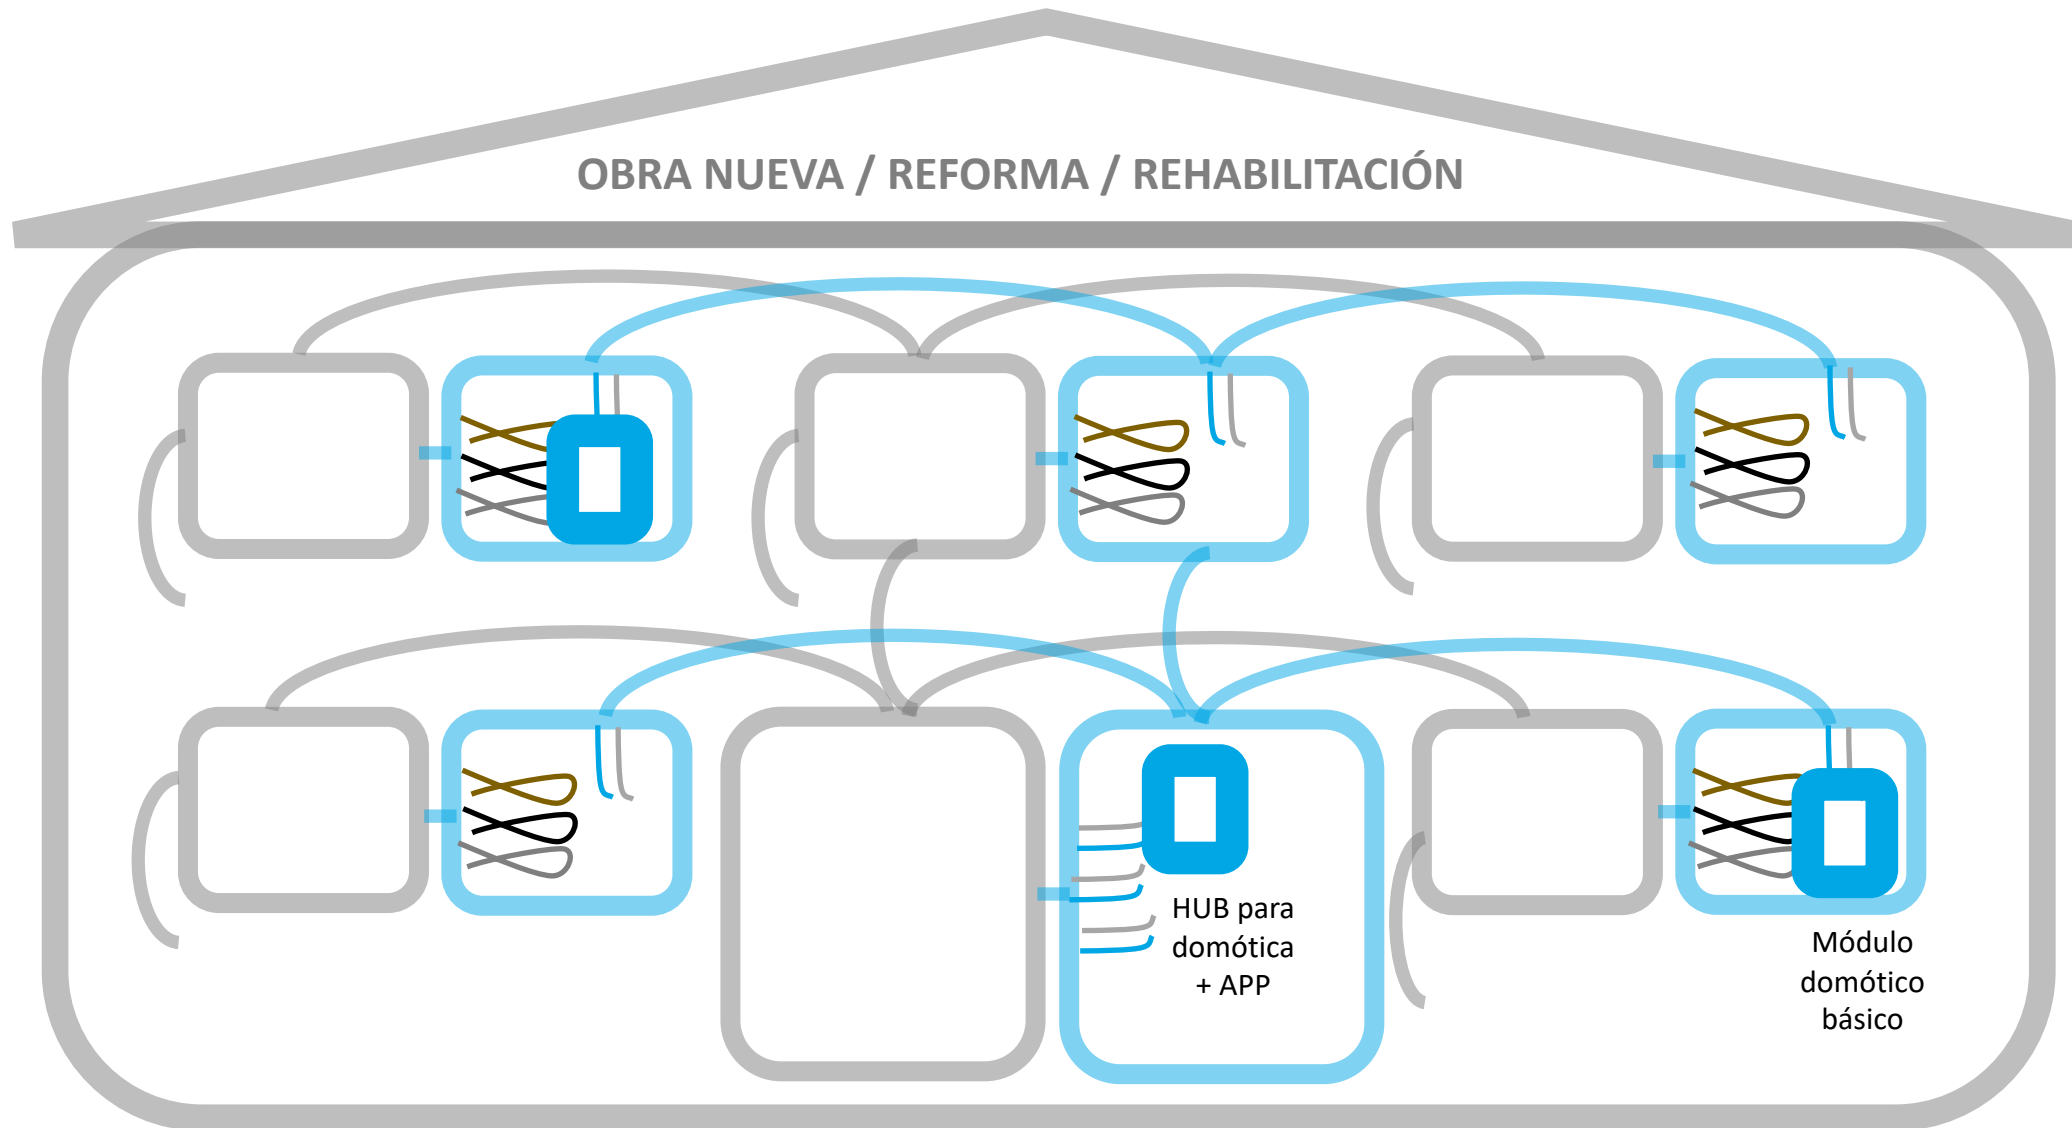 OBRA NUEVA / REFORMA / REHABILITACIÓN
HUB para
domótica
+ APP
Módulo
domótico
básico